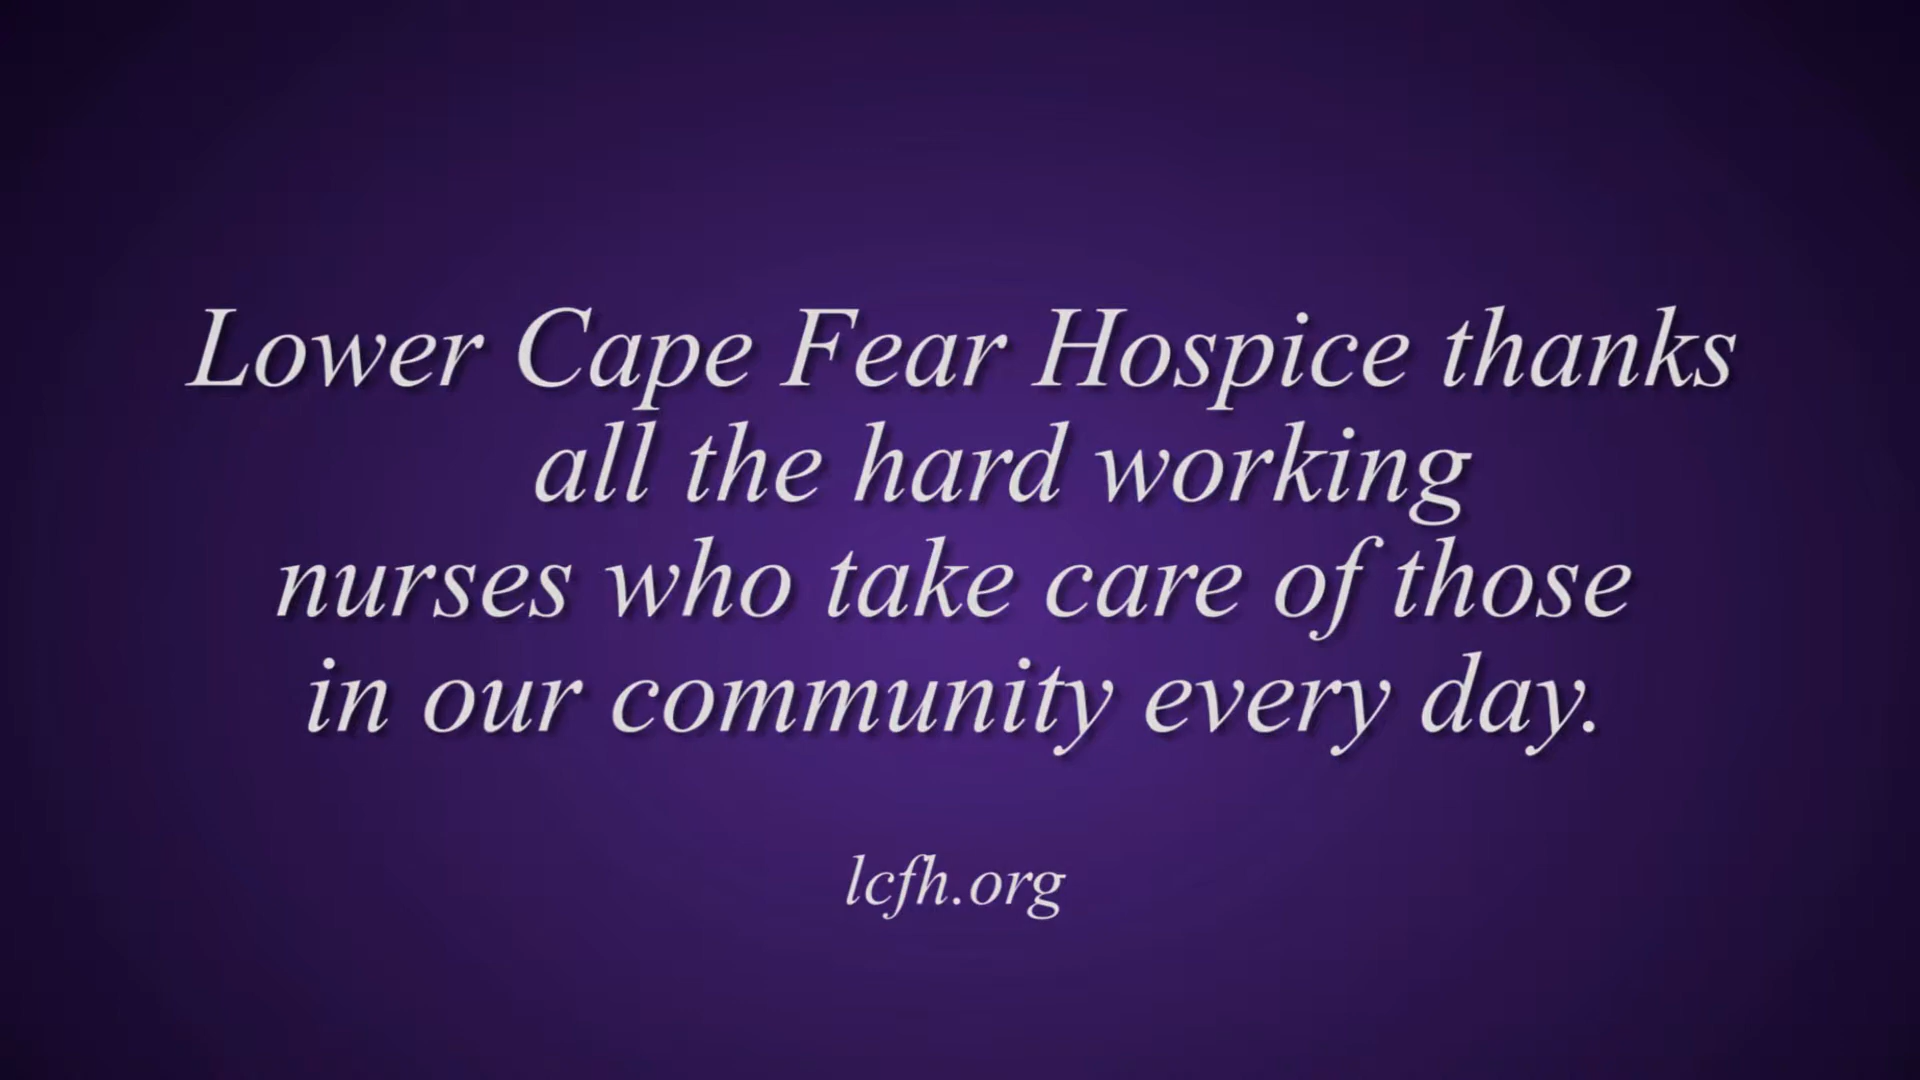 Lower Cape Fear Hospice thanks
all the hard working
nurses who take care of those
in our community every day.
lcfh.org